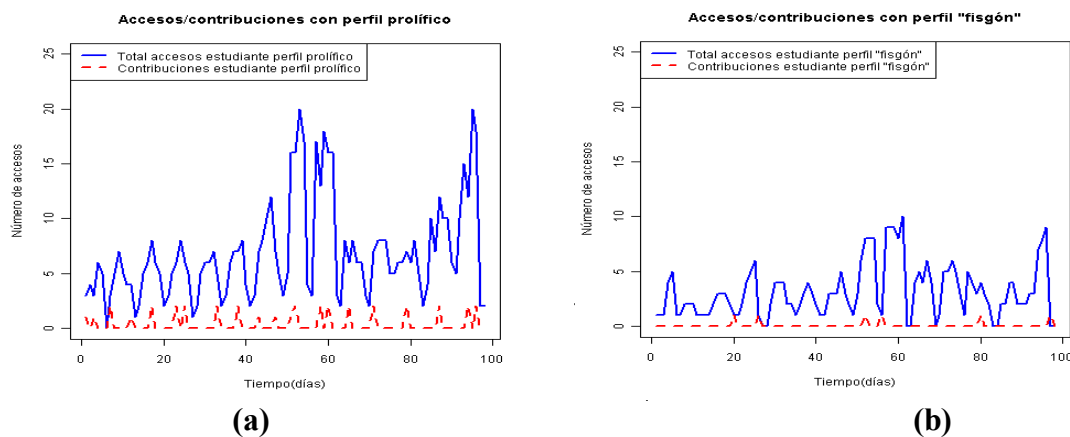 Accesos/contribuciones con perfil prolífico
Total accesos estudiante perfil prolífico
Contribuciones estudiante perfil prolífico
Número de accesos
25
20
15
10
5
0
0 20 40 60 80 100
Tiempo(días)
(a)
Accesos/contribuciones con perfil "fisgón"
Total accesos estudiante perfil "fisgón"
Contribuciones estudiante perfil "fisgón"
Número de accesos
25
20
15
10
5
0
0 20 40 60 80 100
Tiempo(días)
(b)